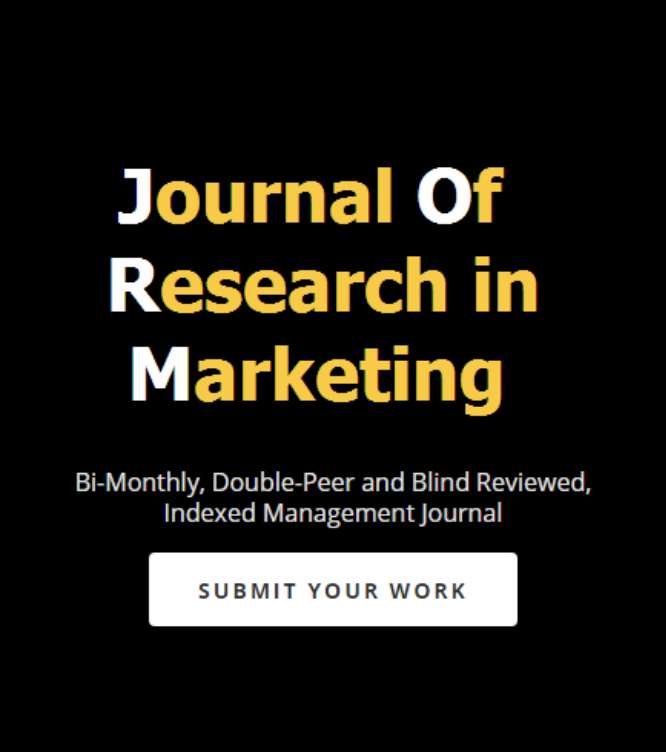 Journal Of
Research in
Marketing
Bi-Monthly, Double-Peer and Blind Reviewed,
Indexed Management Journal
SUBMIT YOUR WORK